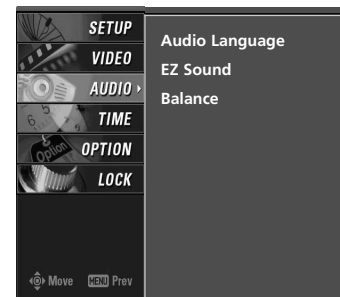 SETUP
VIDEO
AUDIO
TIME
OPTION
LOCK
Move MENU Prev
Audio Language
EZ Sound
Balance